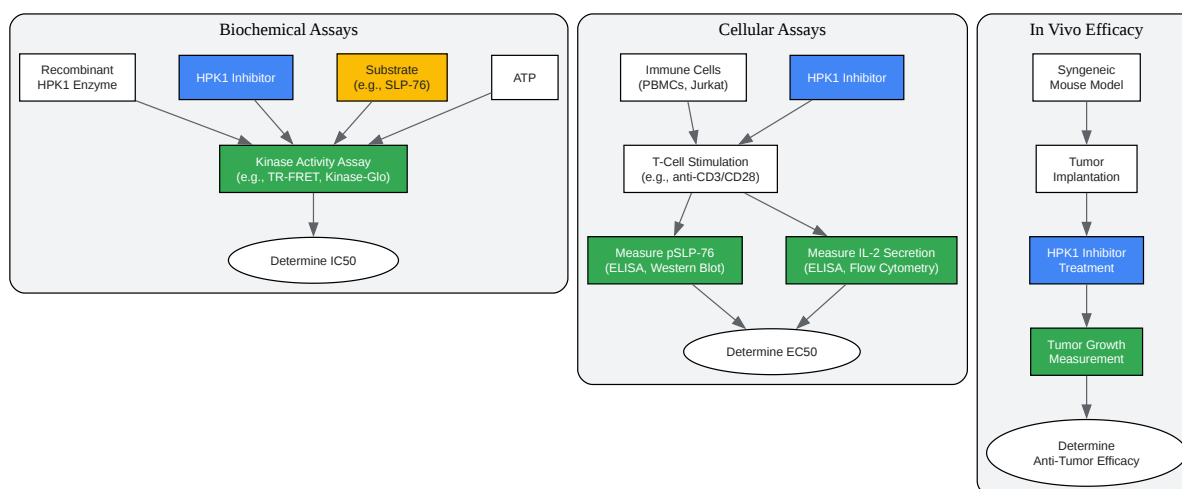 Biochemical Assays
Recombinant
HPK1 Enzyme
HPK1 Inhibitor
Substrate
(e.g., SLP-76)
ATP
Kinase Activity Assay
(e.g., TR-FRET, Kinase-Glo)
Determine IC50
Cellular Assays
Immune Cells
(PBMCs, Jurkat)
HPK1 Inhibitor
T-Cell Stimulation
(e.g., anti-CD3/CD28)
Measure pSLP-76
(ELISA, Western Blot)
Measure IL-2 Secretion
(ELISA, Flow Cytometry)
Determine EC50
In Vivo Efficacy
Syngeneic
Mouse Model
Tumor
Implantation
HPK1 Inhibitor
Treatment
Tumor Growth
Measurement
Determine
Anti-Tumor Efficacy